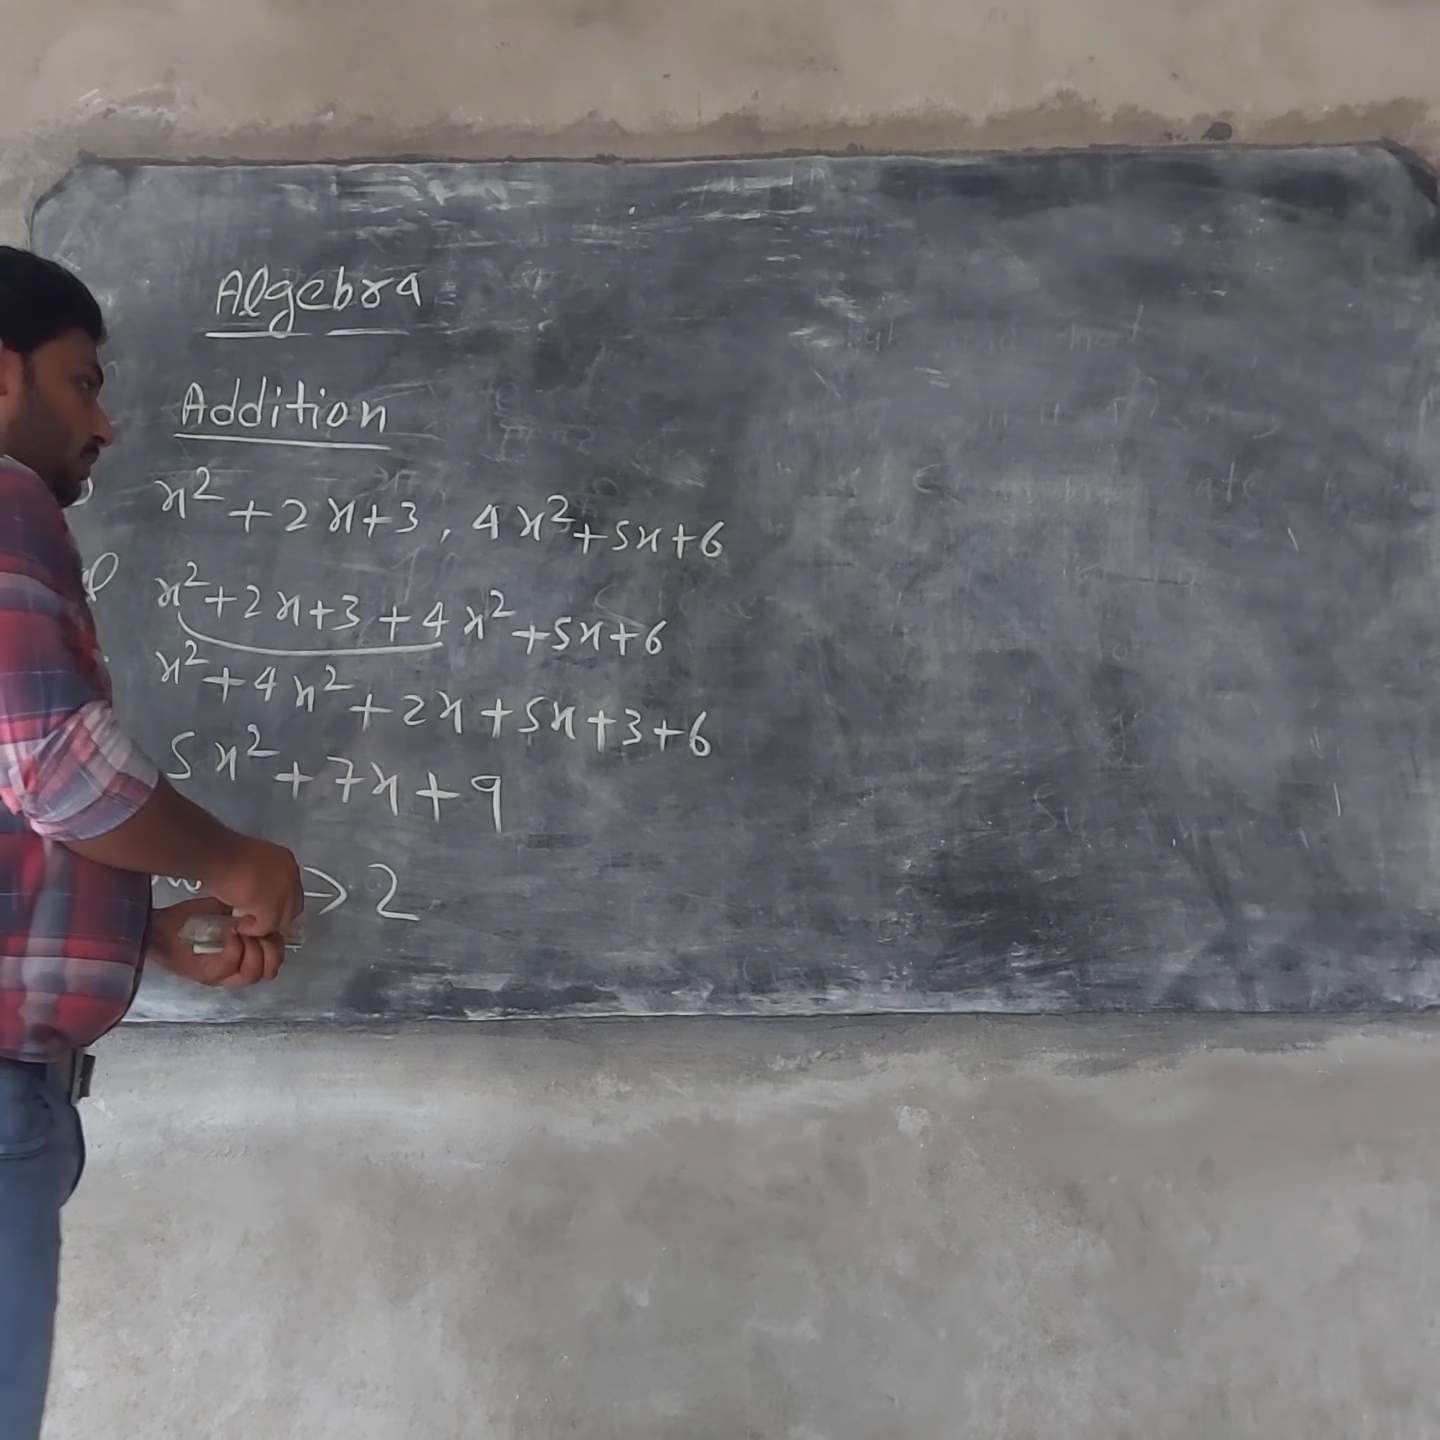 Algebra
Addition
x² + 2x + 3, 4x² + 5x + 6
x² + 2x + 3 + 4x² + 5x + 6
x² + 4x² + 2x + 5x + 3 + 6
5x² + 7x + 9
→ 2